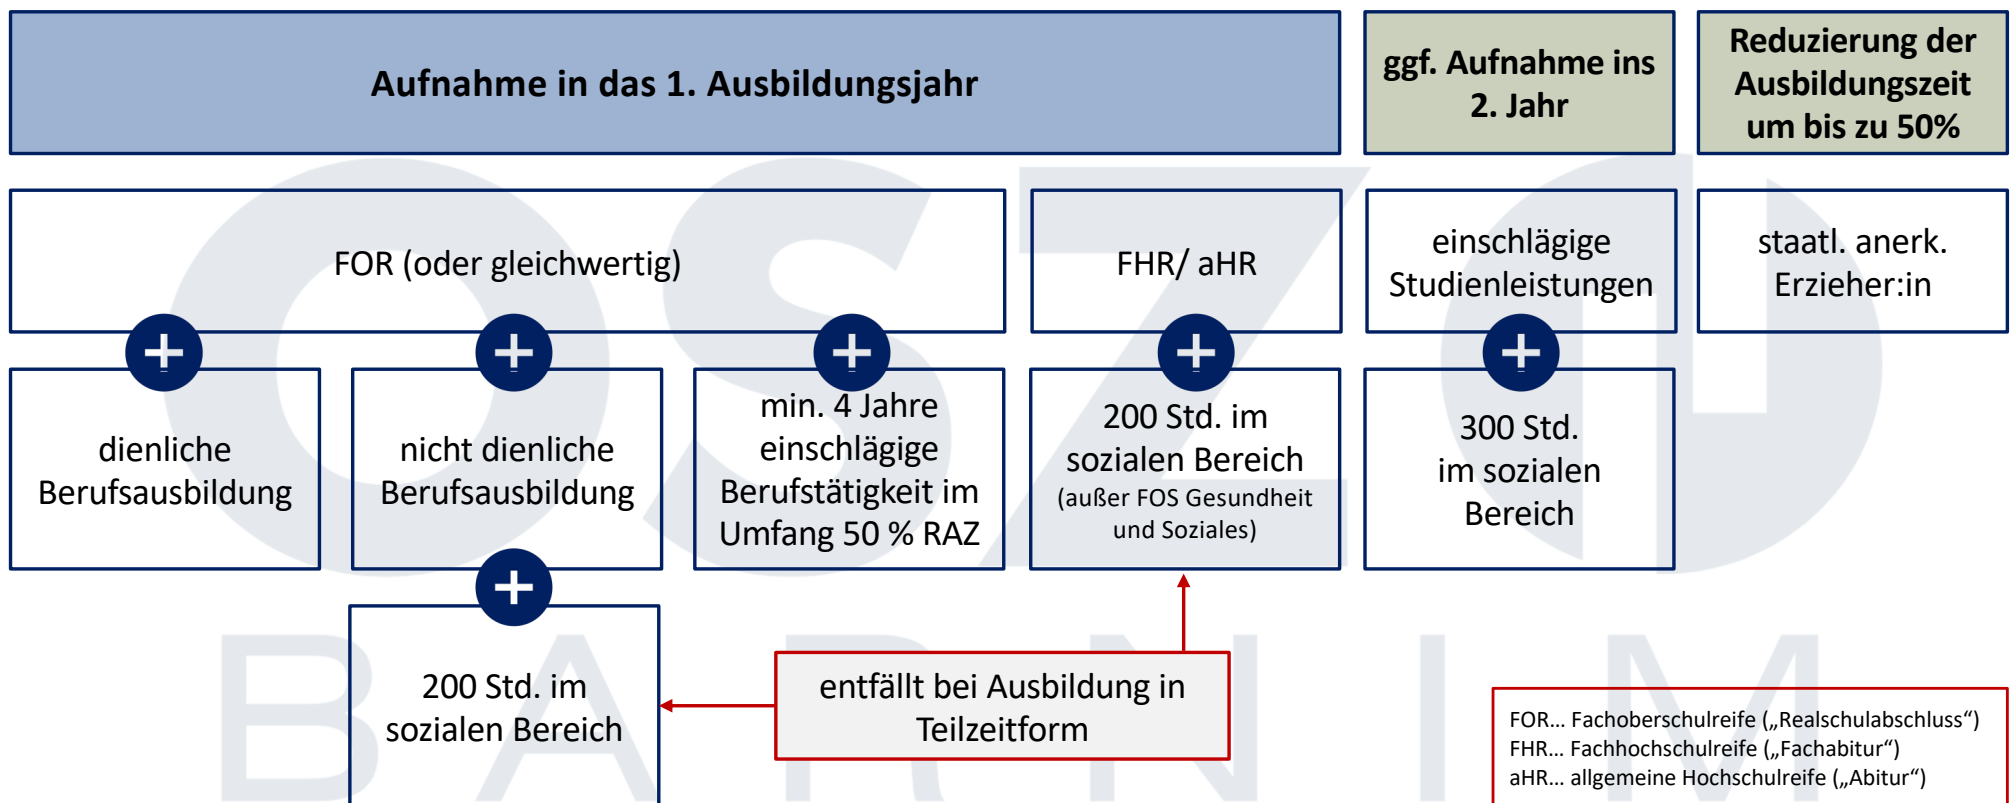 Aufnahme in das 1. Ausbildungsjahr
ggf. Aufnahme ins
2. Jahr
Reduzierung der
Ausbildungszeit
um bis zu 50%
FOR (oder gleichwertig)
FHR/ aHR
einschlägige
Studienleistungen
staatl. anerk.
Erzieher:in
+
+
+
+
+
dienliche
Berufsausbildung
nicht dienliche
Berufsausbildung
min. 4 Jahre
einschlägige
Berufstätigkeit im
Umfang 50 % RAZ
200 Std. im
sozialen Bereich
(außer FOS Gesundheit
und Soziales)
300 Std.
im sozialen
Bereich
+
200 Std. im
sozialen Bereich
entfällt bei Ausbildung in
Teilzeitform
FOR... Fachoberschulreife („Realschulabschluss“)
FHR... Fachhochschulreife („Fachabitur“)
aHR... allgemeine Hochschulreife („Abitur“)
OSZ
BARNIM